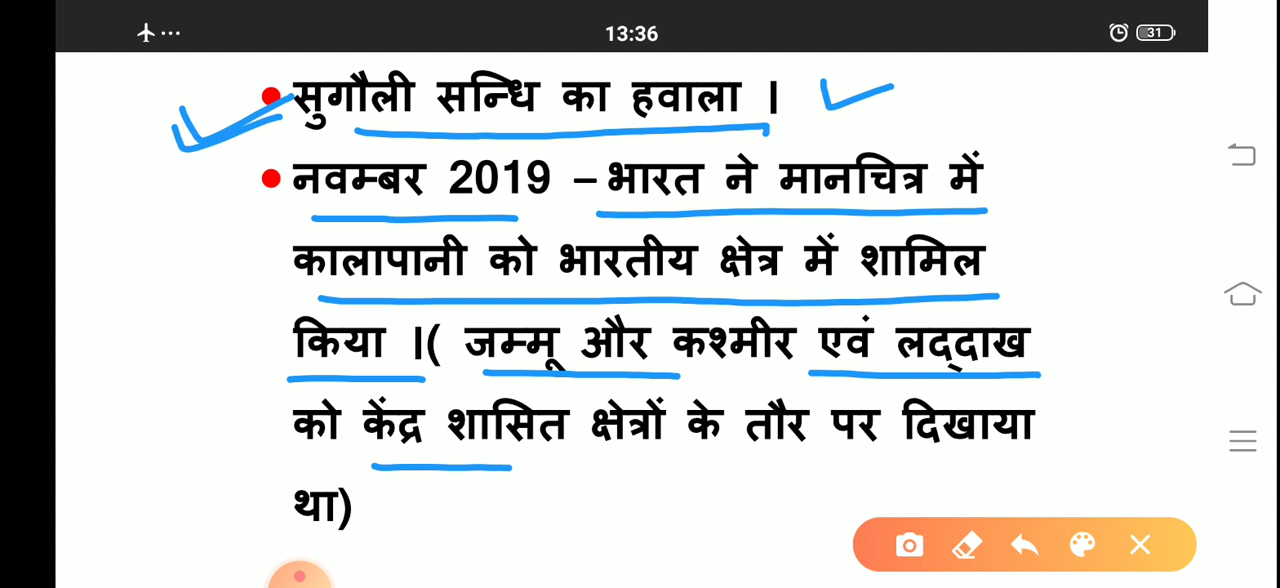 13:36
31
सुगौली सन्धि का हवाला ।
नवम्बर 2019 – भारत ने मानचित्र में
कालापानी को भारतीय क्षेत्र में शामिल
किया ।( जम्मू और कश्मीर एवं लद्दाख
को केंद्र शासित क्षेत्रों के तौर पर दिखाया
था)